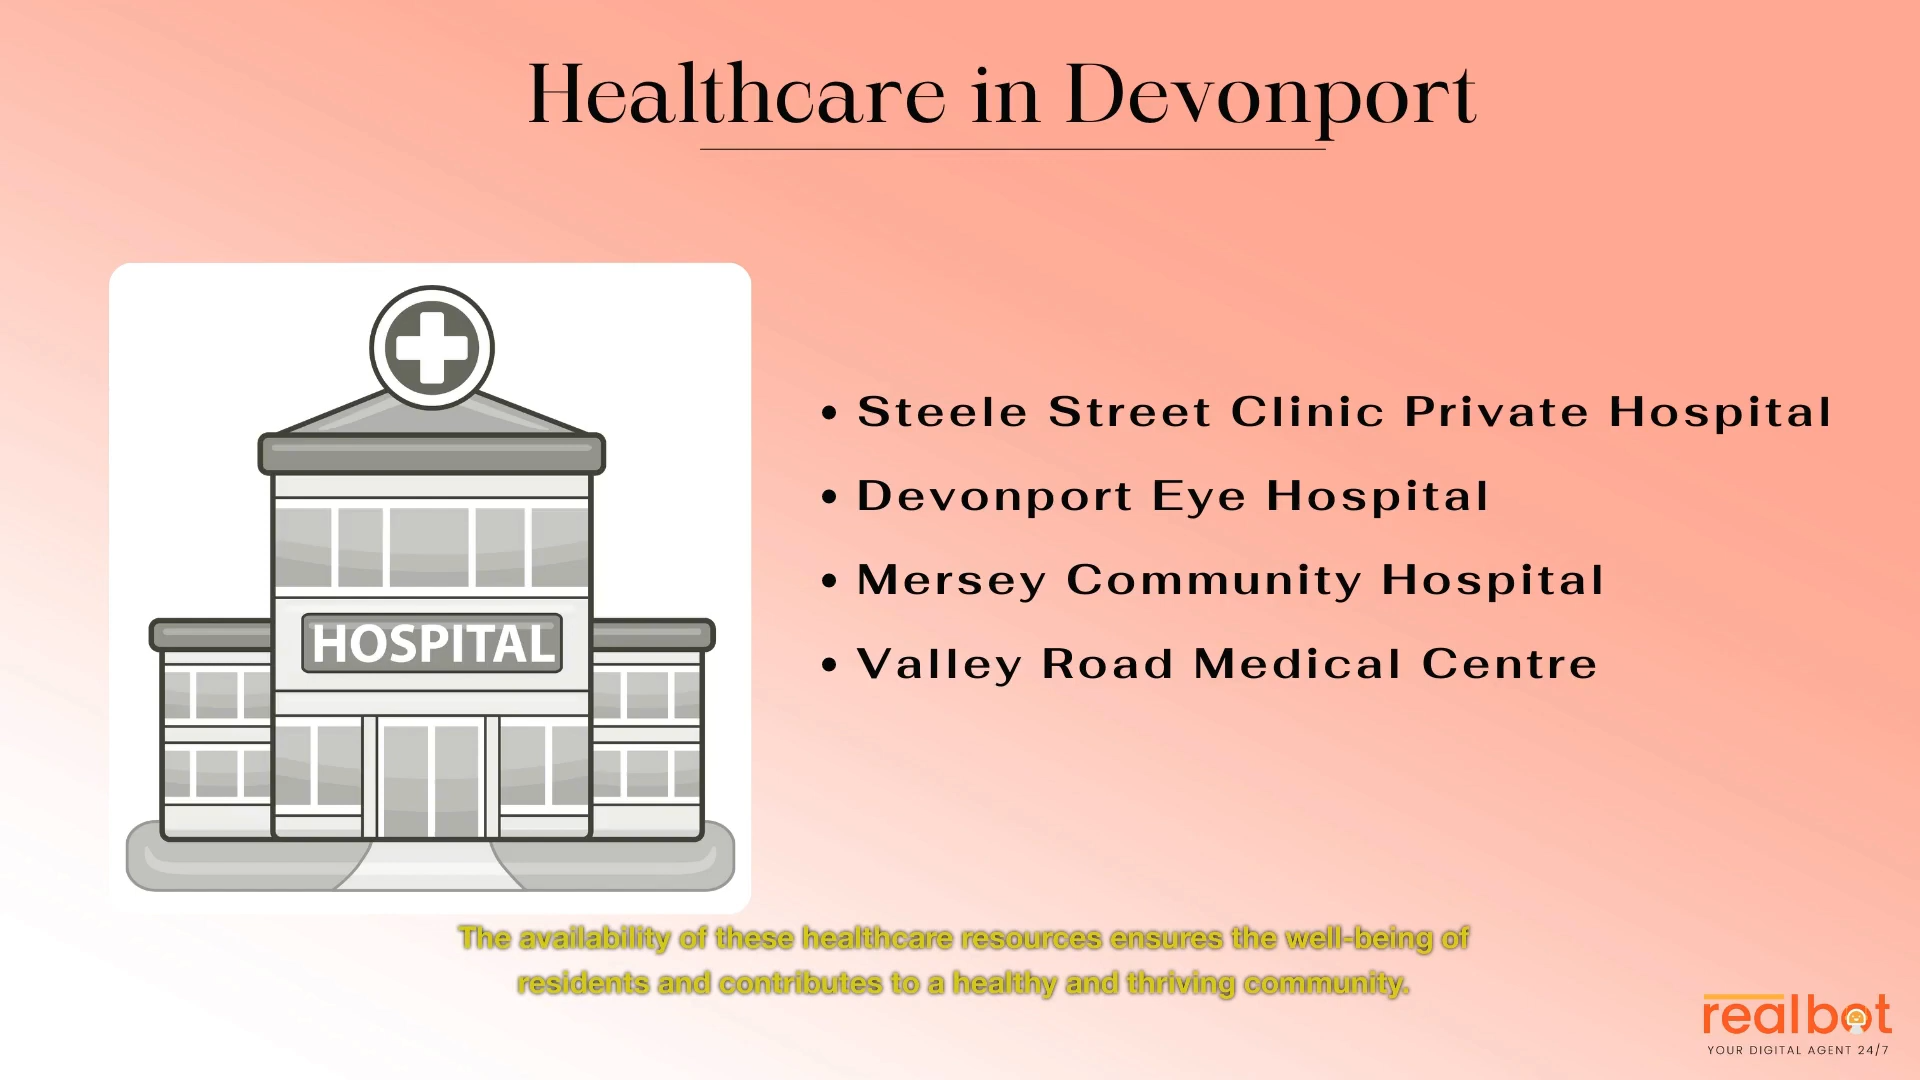 Healthcare in Devonport
HOSPITAL
• Steele Street Clinic Private Hospital
• Devonport Eye Hospital
• Mersey Community Hospital
• Valley Road Medical Centre
The availability of these healthcare resources ensures the well-being of
residents and contributes to a healthy and thriving community.
realbot
YOUR DIGITAL AGENT 24/7